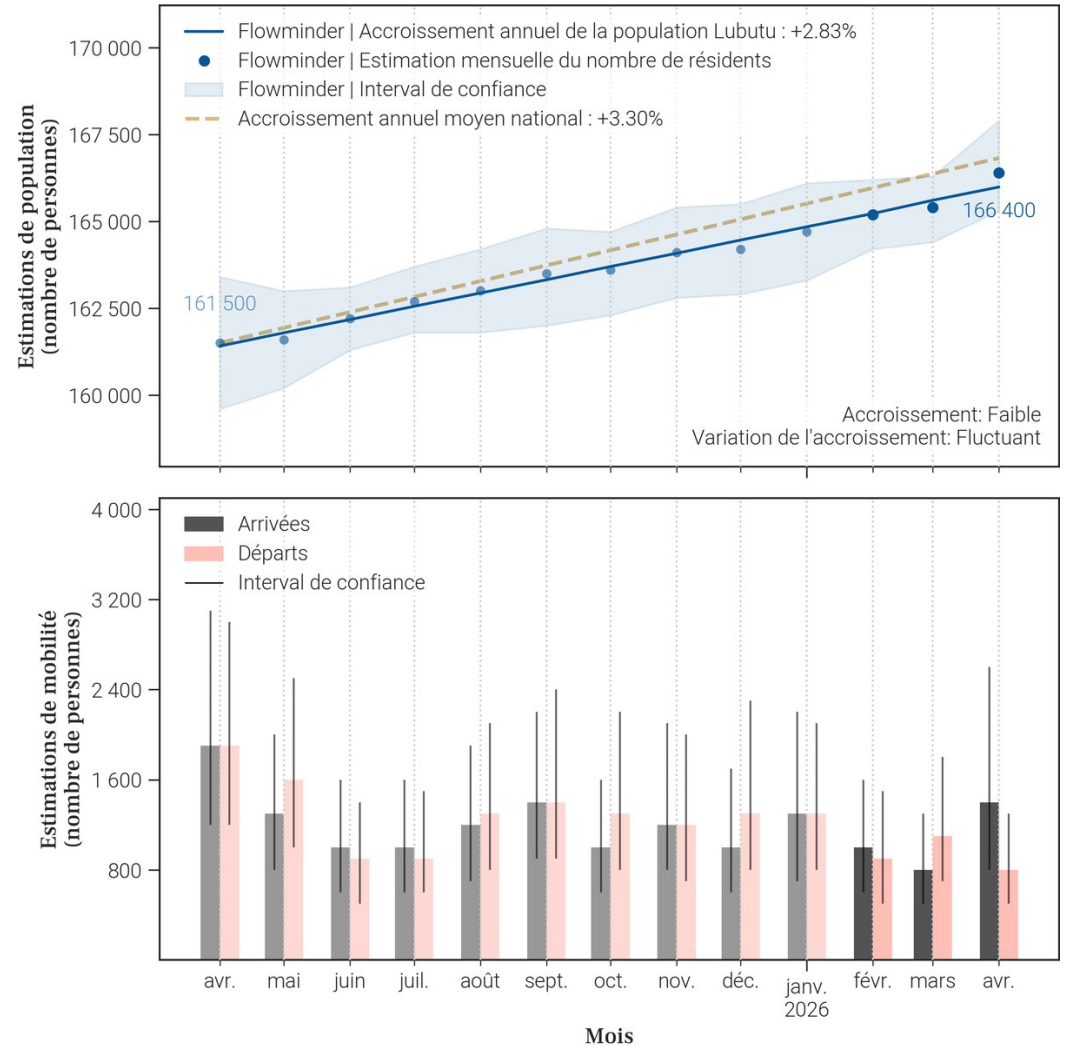 Flowminder | Accroissement annuel de la population Lubutu : +2.83%
Flowminder | Estimation mensuelle du nombre de résidents
Flowminder | Interval de confiance
Accroissement annuel moyen national : +3.30%
Estimations de population
(nombre de personnes)
170 000
167 500
165 000
162 500
160 000
161 500
166 400
Accroissement: Faible
Variation de l'accroissement: Fluctuant
Arrivées
Départs
Interval de confiance
Estimations de mobilité
(nombre de personnes)
4 000
3 200
2 400
1 600
800
avr. mai juin juil. août sept. oct. nov. déc. janv. févr. mars avr.
2026
Mois